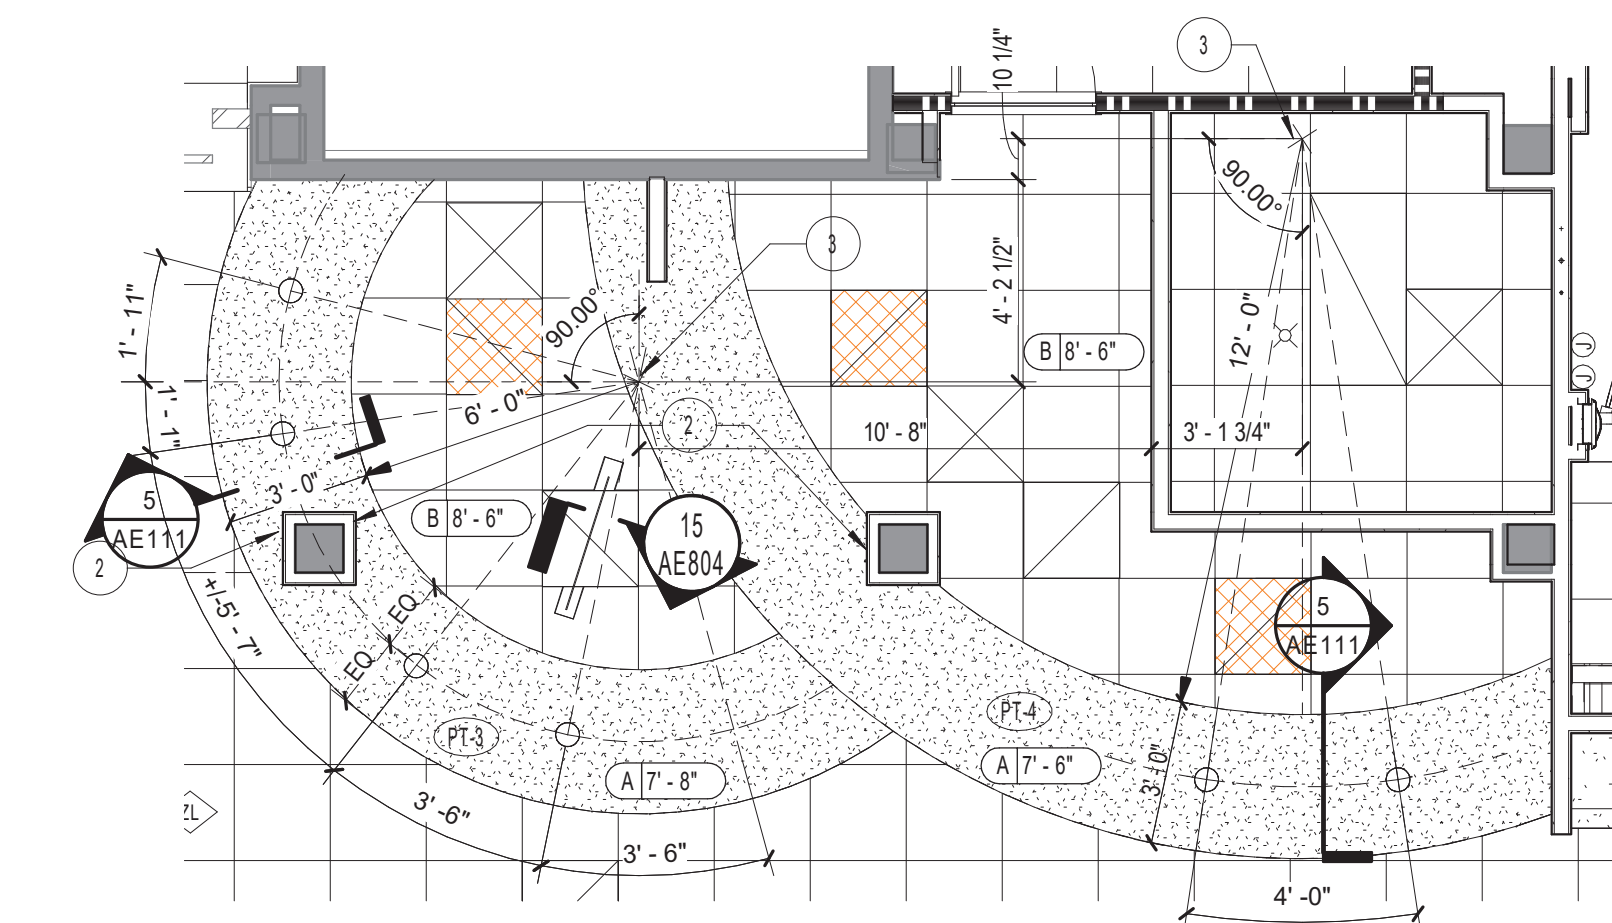 3
10 1/4"
90.00°
3
4' - 2 1/2"
1' - 11"
90.00°
12' - 0"
B 8' - 6"
J
J
1' - 1"
6' - 0"
2
10' - 8"
3' - 1 3/4"
3' - 0"
5
AE111
B 8' - 6"
15
AE804
2
+/-5' - 7"
EQ
EQ
5
AE111
PT-3
PT-4
A 7' - 8"
A 7' - 6"
3' - 0"
ZL
3' -6"
3' - 6"
4' -0"